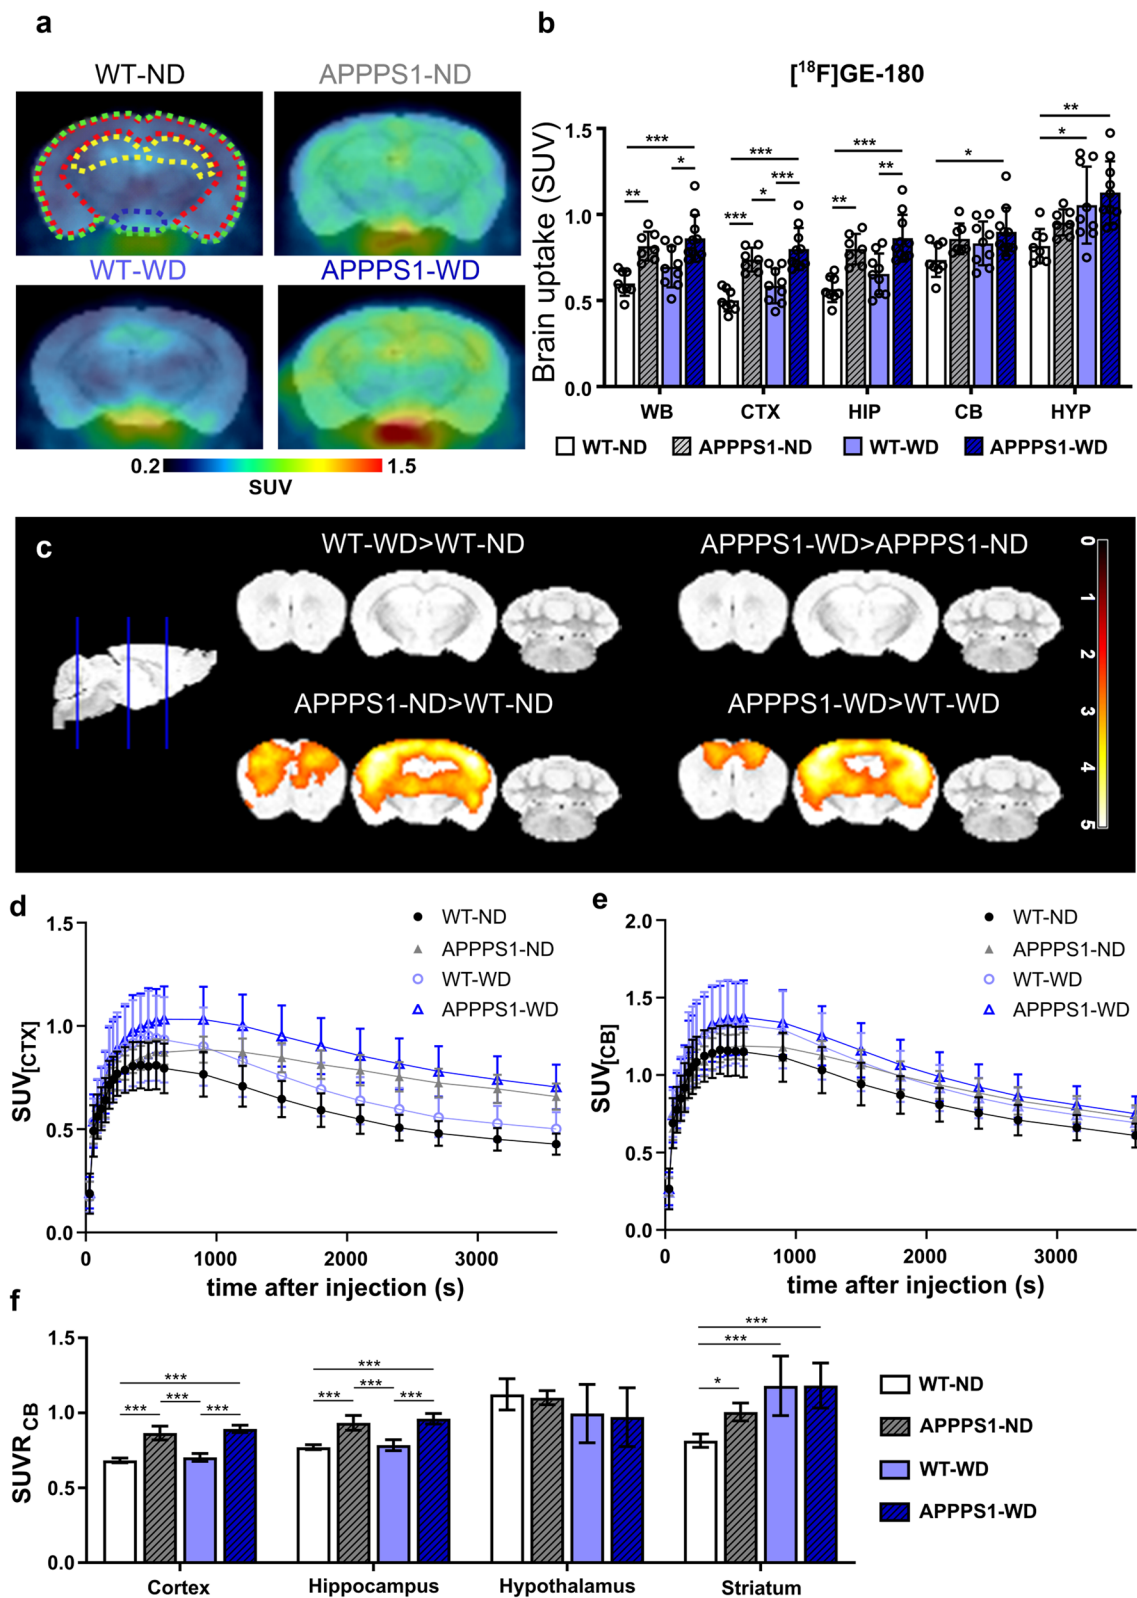 a
WT-ND
APPPS1-ND
WT-WD
APPPS1-WD
0.2
1.5
SUV
b
[¹⁸F]GE-180
Brain uptake (SUV)
1.5
1.0
0.5
0.0
***
*
**
***
***
*
***
***
**
**
*
**
*
WB
CTX
HIP
CB
HYP
WT-ND
APPPS1-ND
WT-WD
APPPS1-WD
c
WT-WD>WT-ND
APPPS1-WD>APPPS1-ND
APPPS1-ND>WT-ND
APPPS1-WD>WT-WD
0
1
2
3
4
5
d
SUV[CTX]
1.5
1.0
0.5
0.0
0
1000
2000
3000
time after injection (s)
WT-ND
APPPS1-ND
WT-WD
APPPS1-WD
e
SUV[CB]
2.0
1.5
1.0
0.5
0.0
0
1000
2000
3000
time after injection (s)
WT-ND
APPPS1-ND
WT-WD
APPPS1-WD
f
SUVRCB
1.5
1.0
0.5
0.0
***
***
***
***
***
***
***
***
***
***
*
Cortex
Hippocampus
Hypothalamus
Striatum
WT-ND
APPPS1-ND
WT-WD
APPPS1-WD